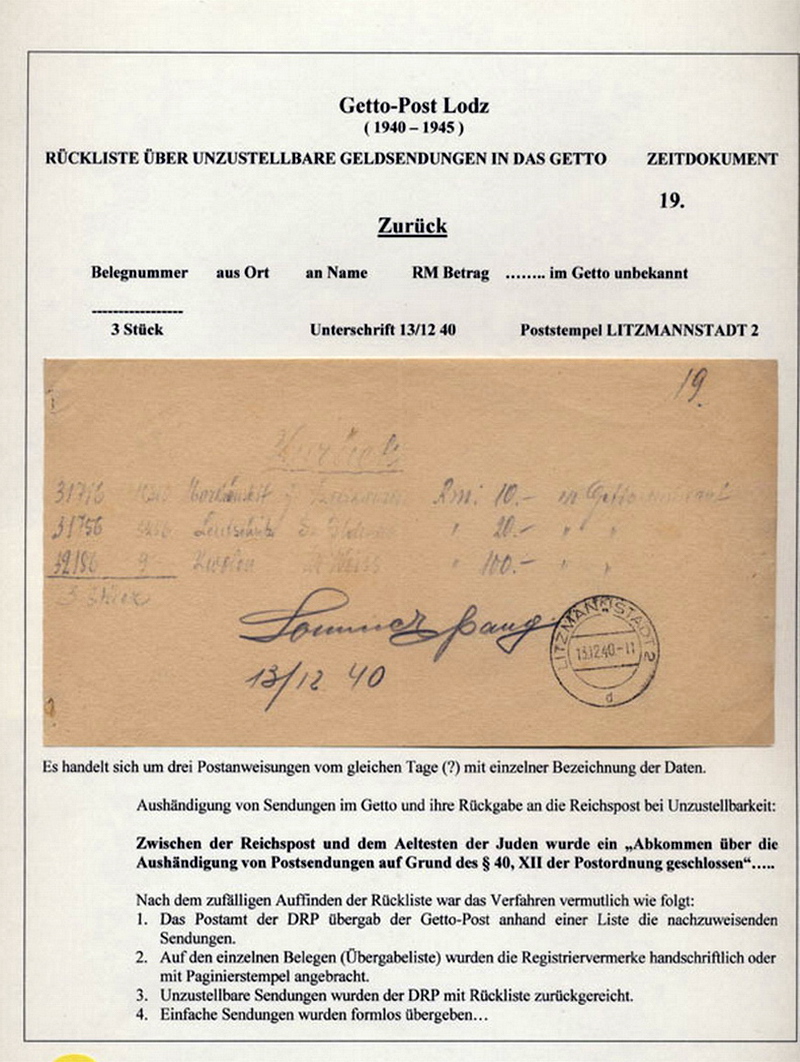 Getto-Post Lodz
( 1940 – 1945 )
RÜCKLISTE ÜBER UNZUSTELLBARE GELDSENDUNGEN IN DAS GETTO ZEITDOKUMENT
19.
Zurück
Belegnummer aus Ort an Name RM Betrag …….. im Getto unbekannt
-----------------
3 Stück Unterschrift 13/12 40 Poststempel LITZMANNSTADT 2
19.
Zurück
31776 Rm: 10.-
31756 " 20.- " "
32186 9 " 100.- " "
3 Stück
13/12 40
LITZMANNSTADT 2
13.12.40-11
d
Es handelt sich um drei Postanweisungen vom gleichen Tage (?) mit einzelner Bezeichnung der Daten.
Aushändigung von Sendungen im Getto und ihre Rückgabe an die Reichspost bei Unzustellbarkeit:
Zwischen der Reichspost und dem Aeltesten der Juden wurde ein „Abkommen über die
Aushändigung von Postsendungen auf Grund des § 40, XII der Postordnung geschlossen“…..
Nach dem zufälligen Auffinden der Rückliste war das Verfahren vermutlich wie folgt:
1. Das Postamt der DRP übergab der Getto-Post anhand einer Liste die nachzuweisenden
Sendungen.
2. Auf den einzelnen Belegen (Übergabeliste) wurden die Registriervermerke handschriftlich oder
mit Paginierstempel angebracht.
3. Unzustellbare Sendungen wurden der DRP mit Rückliste zurückgereicht.
4. Einfache Sendungen wurden formlos übergeben…